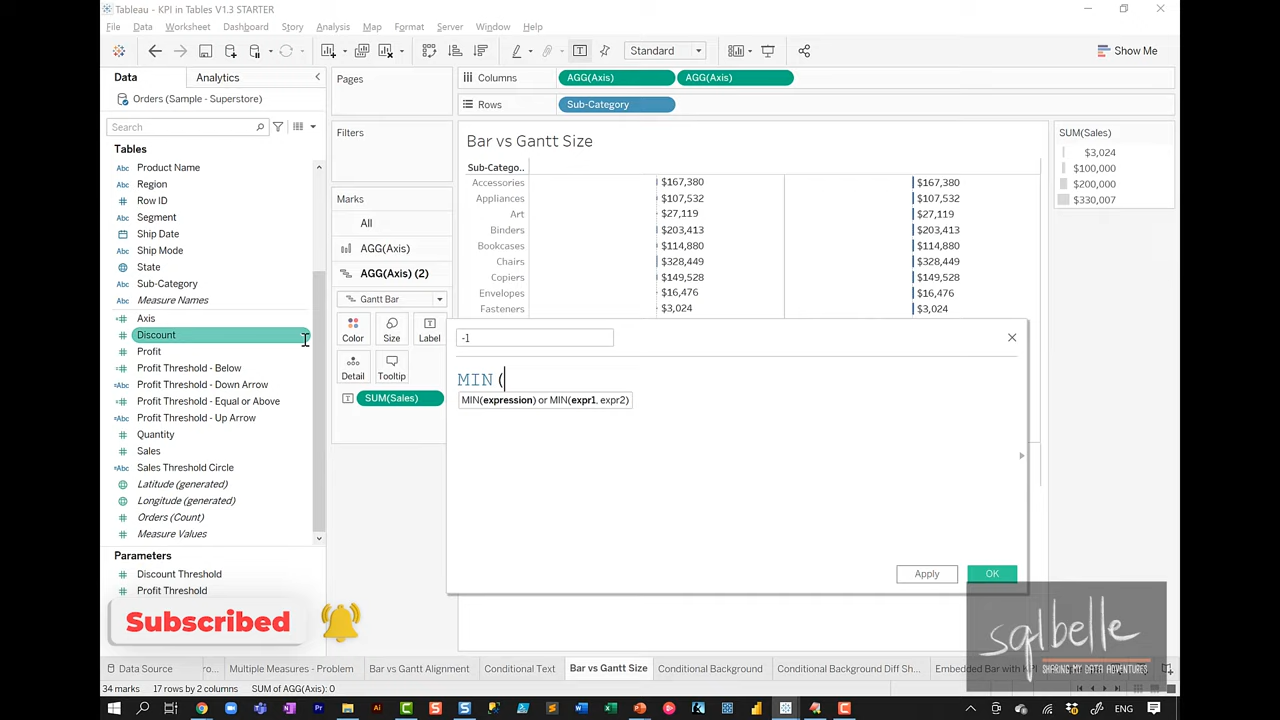 Tableau - KPI in Tables V1.3 STARTER
File Data Worksheet Dashboard Story Analysis Map Format Server Window Help
Standard
Show Me
Data
Analytics
Orders (Sample - Superstore)
Search
Tables
Abc Product Name
Abc Region
# Row ID
Abc Segment
Ship Date
Abc Ship Mode
State
Abc Sub-Category
Abc Measure Names
=# Axis
# Discount
# Profit
=# Profit Threshold - Below
=Abc Profit Threshold - Down Arrow
=# Profit Threshold - Equal or Above
=Abc Profit Threshold - Up Arrow
# Quantity
# Sales
=Abc Sales Threshold Circle
Latitude (generated)
Longitude (generated)
# Orders (Count)
# Measure Values
Parameters
# Discount Threshold
# Profit Threshold
Subscribed
Pages
Filters
Marks
All
AGG(Axis)
AGG(Axis) (2)
Gantt Bar
Color
Size
Label
Detail
Tooltip
SUM(Sales)
Columns
AGG(Axis)
AGG(Axis)
Rows
Sub-Category
Bar vs Gantt Size
Sub-Catego..
Accessories $167,380 $167,380
Appliances $107,532 $107,532
Art $27,119 $27,119
Binders $203,413 $203,413
Bookcases $114,880 $114,880
Chairs $328,449 $328,449
Copiers $149,528 $149,528
Envelopes $16,476 $16,476
Fasteners $3,024 $3,024
SUM(Sales)
$3,024
$100,000
$200,000
$330,007
-1
MIN (
MIN(expression) or MIN(expr1, expr2)
Apply
OK
sqlbelle
SHARING MY DATA ADVENTURES
Data Source
ro...
Multiple Measures - Problem
Bar vs Gantt Alignment
Conditional Text
Bar vs Gantt Size
Conditional Background
Conditional Background Diff Sh...
Embedded Bar with K
34 marks 17 rows by 2 columns SUM of AGG(Axis): 0
ENG